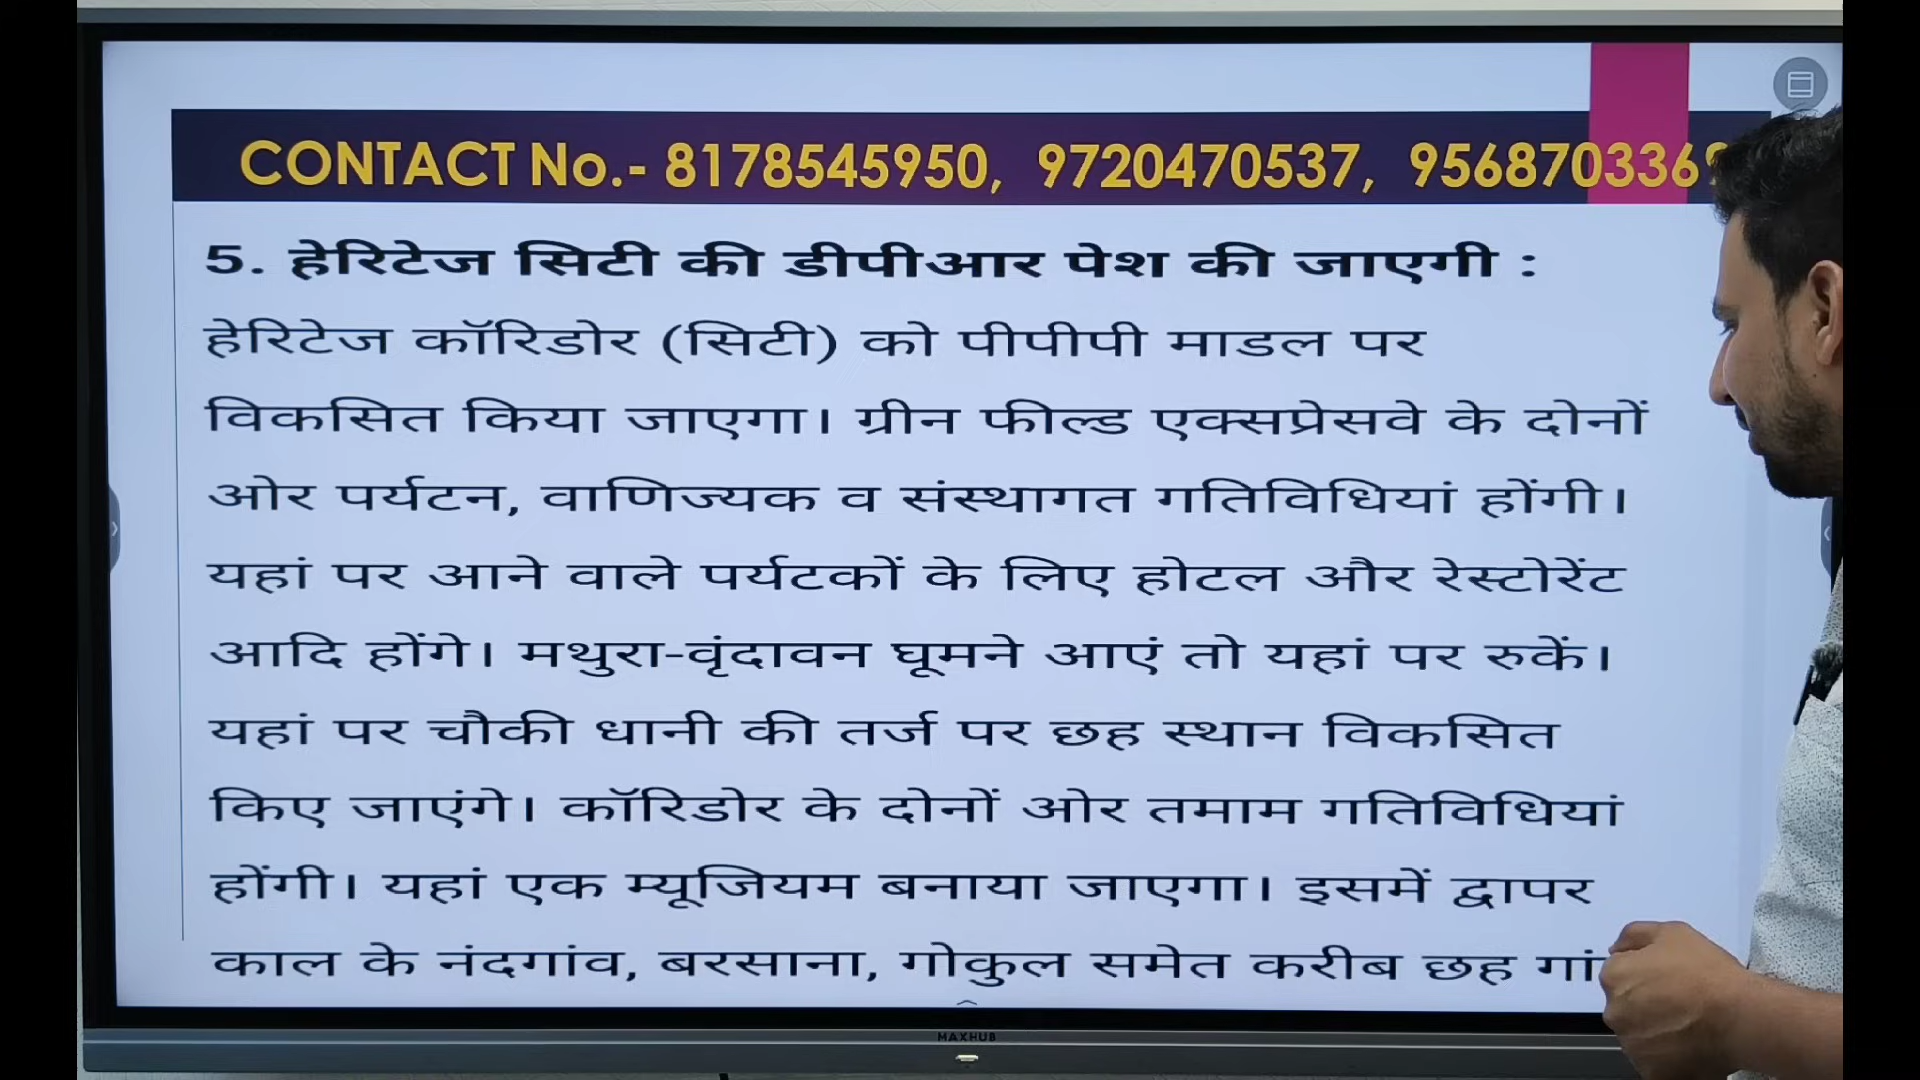 CONTACT No.- 8178545950, 9720470537, 9568703369
5. हेरिटेज सिटी की डीपीआर पेश की जाएगी :
हेरिटेज कॉरिडोर (सिटी) को पीपीपी माडल पर
विकसित किया जाएगा। ग्रीन फील्ड एक्सप्रेसवे के दोनों
ओर पर्यटन, वाणिज्यक व संस्थागत गतिविधियां होंगी।
यहां पर आने वाले पर्यटकों के लिए होटल और रेस्टोरेंट
आदि होंगे। मथुरा-वृंदावन घूमने आएं तो यहां पर रुकें।
यहां पर चौकी धानी की तर्ज पर छह स्थान विकसित
किए जाएंगे। कॉरिडोर के दोनों ओर तमाम गतिविधियां
होंगी। यहां एक म्यूजियम बनाया जाएगा। इसमें द्वापर
काल के नंदगांव, बरसाना, गोकुल समेत करीब छह
MAXHUB